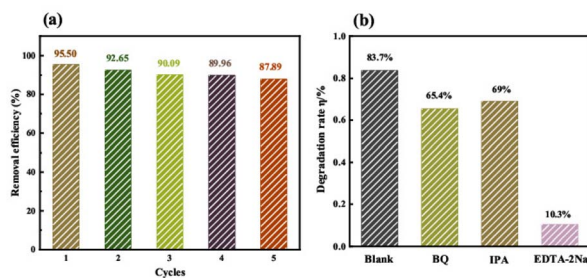 (a)
95.50 92.65 90.09 89.96 87.89
100
80
60
40
20
0
Removal efficiency (%)
1 2 3 4 5
Cycles
(b)
1.0
0.8
0.6
0.4
0.2
0.0
Degradation rate η/%
83.7%
65.4%
69%
10.3%
Blank BQ IPA EDTA-2Na